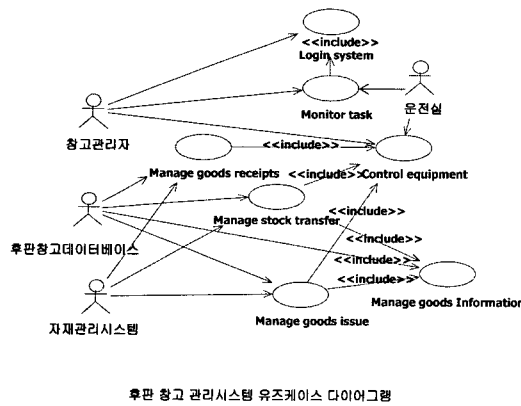 <<include>>
Login system
Monitor task
운전실
창고관리자
<<include>>
Manage goods receipts
<<include>>
Control equipment
Manage stock transfer
<<include>>
후판창고데이터베이스
<<include>>
<<include>>
Manage goods Information
자재관리시스템
Manage goods issue
후판 창고 관리시스템 유즈케이스 다이어그램